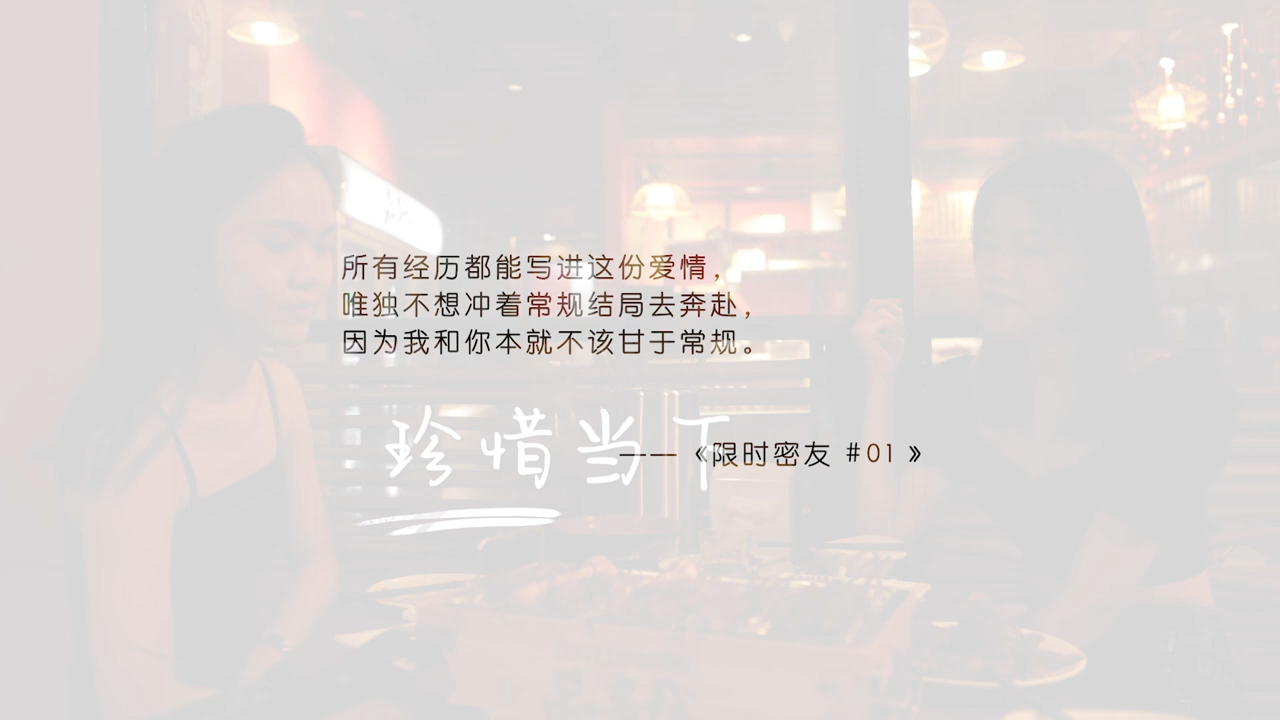 所有经历都能写进这份爱情，
唯独不想冲着常规结局去奔赴，
因为我和你本就不该甘于常规。
珍惜当下
——《限时密友 #01》